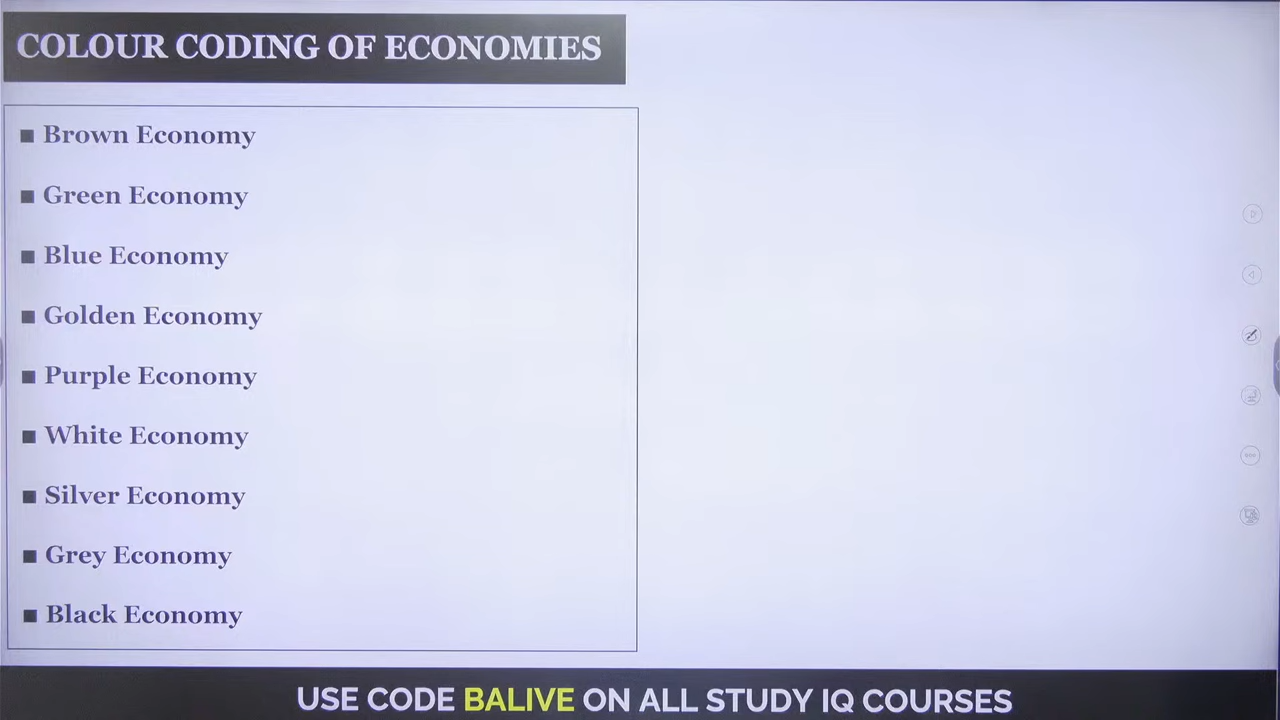 COLOUR CODING OF ECONOMIES
■ Brown Economy
■ Green Economy
■ Blue Economy
■ Golden Economy
■ Purple Economy
■ White Economy
■ Silver Economy
■ Grey Economy
■ Black Economy
USE CODE BALIVE ON ALL STUDY IQ COURSES